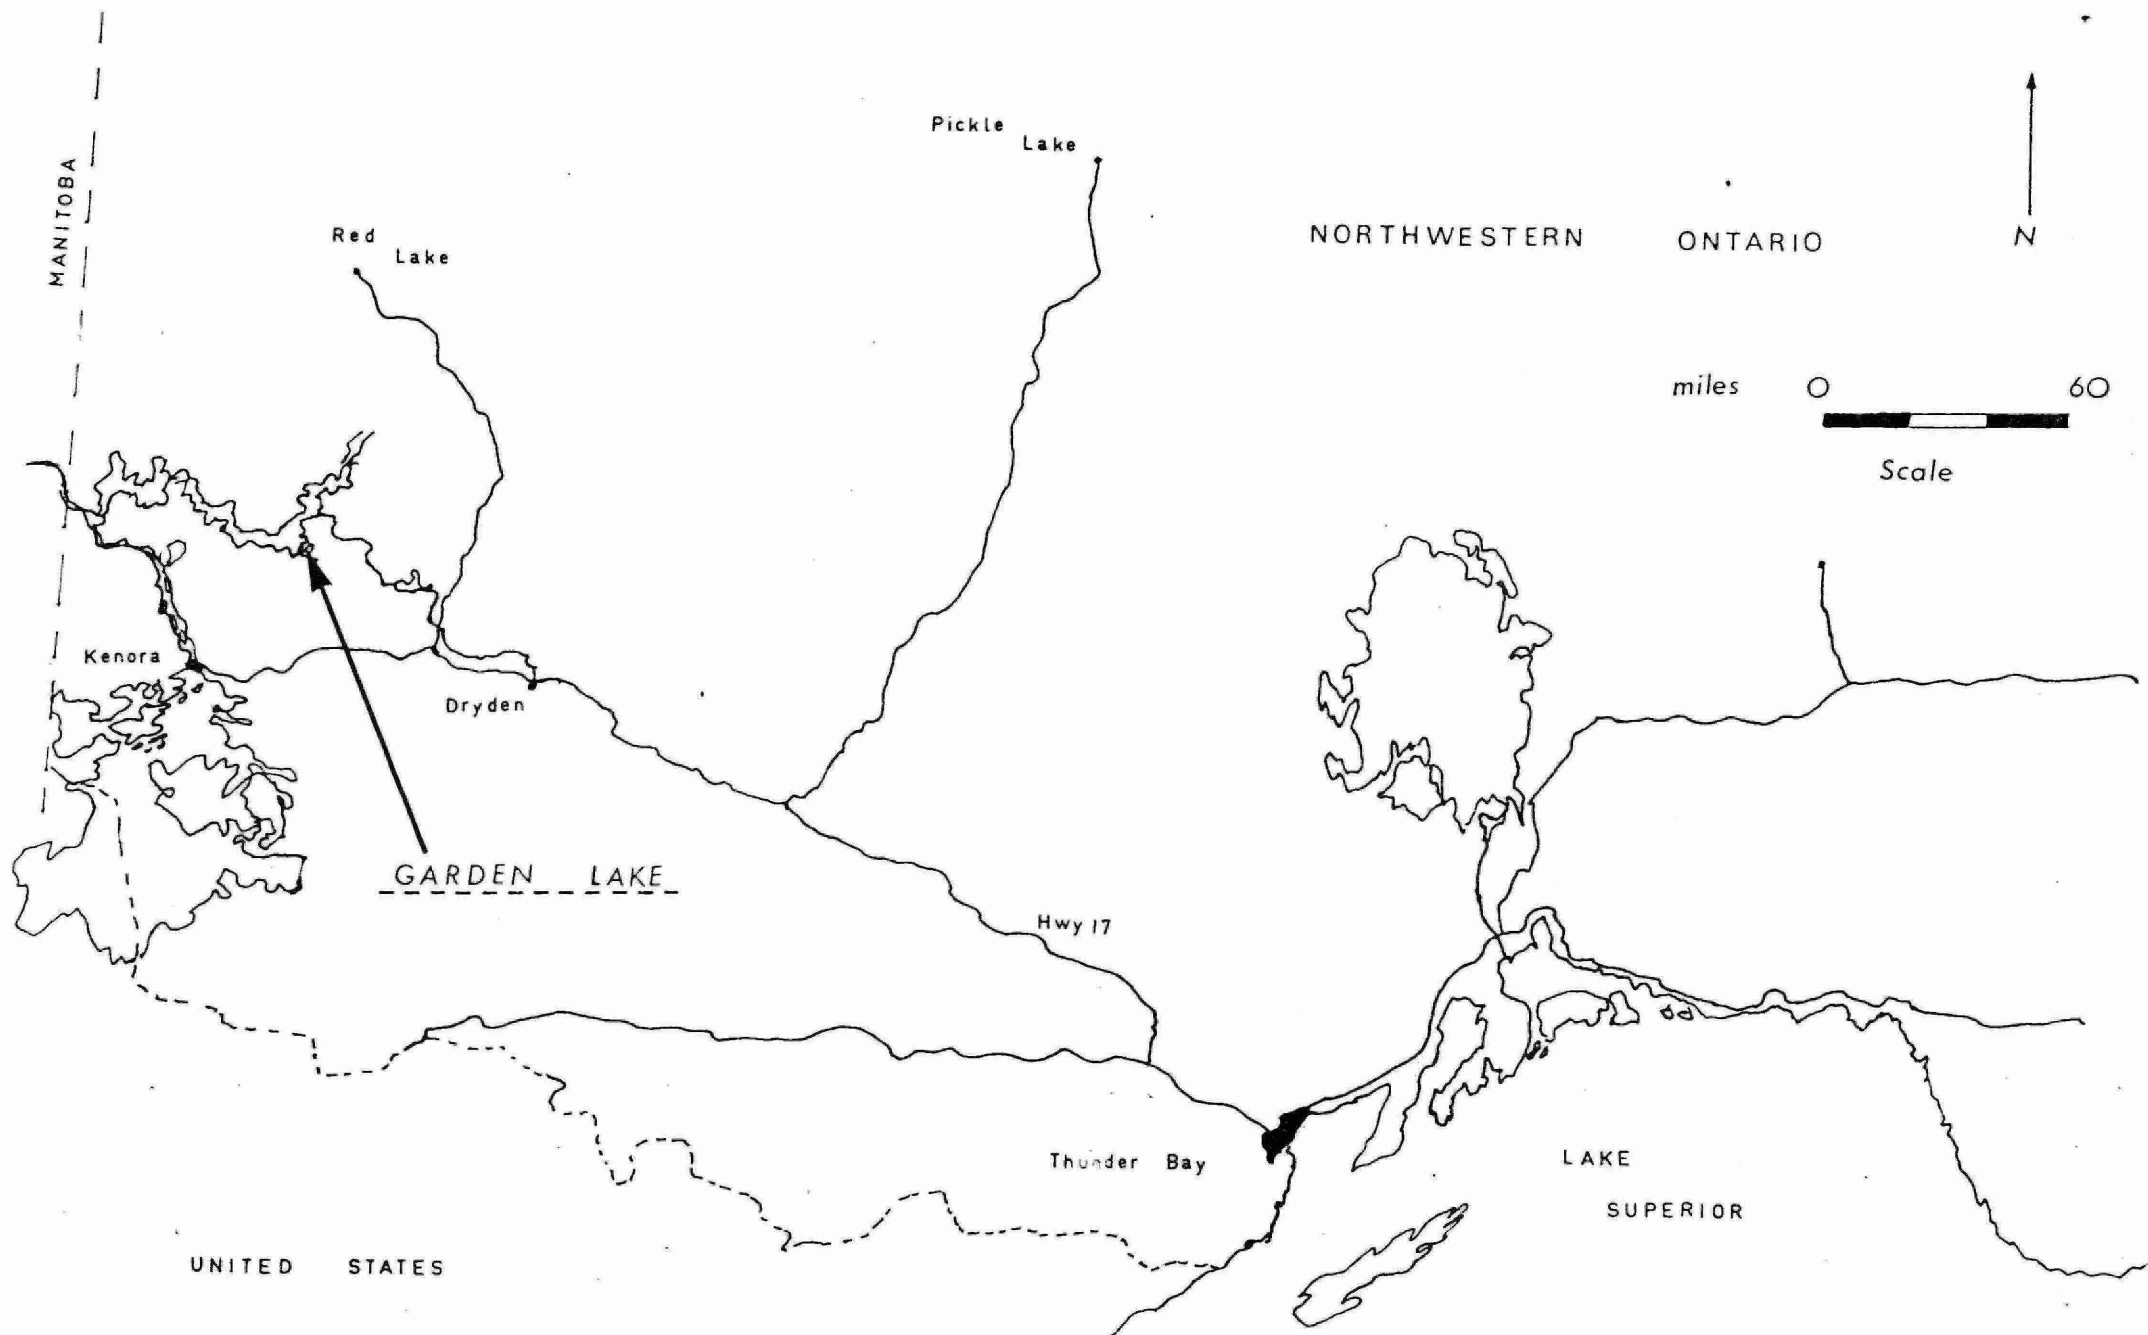 Pickle
Lake
MANITOBA
Red
Lake
NORTHWESTERN ONTARIO
N
miles 0 60
Scale
Kenora
Dryden
GARDEN LAKE
Hwy 17
Thunder Bay
LAKE
SUPERIOR
UNITED STATES